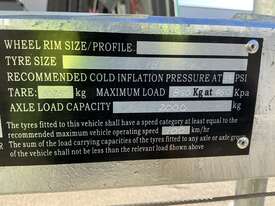 WHEEL RIM SIZE/PROFILE
TYRE SIZE
RECOMMENDED COLD INFLATION PRESSURE AT PSI
TARE: kg MAXIMUM LOAD Kg at Kpa
AXLE LOAD CAPACITY 2000
The tyres fitted to this vehicle shall have a speed category at least equal to the
recommended maximum vehicle operating speed km/hr
The sum of the load carrying capacities of the tyres fitted to any axle or axle group
of the vehicle shall not be less than the relevant load shown above.